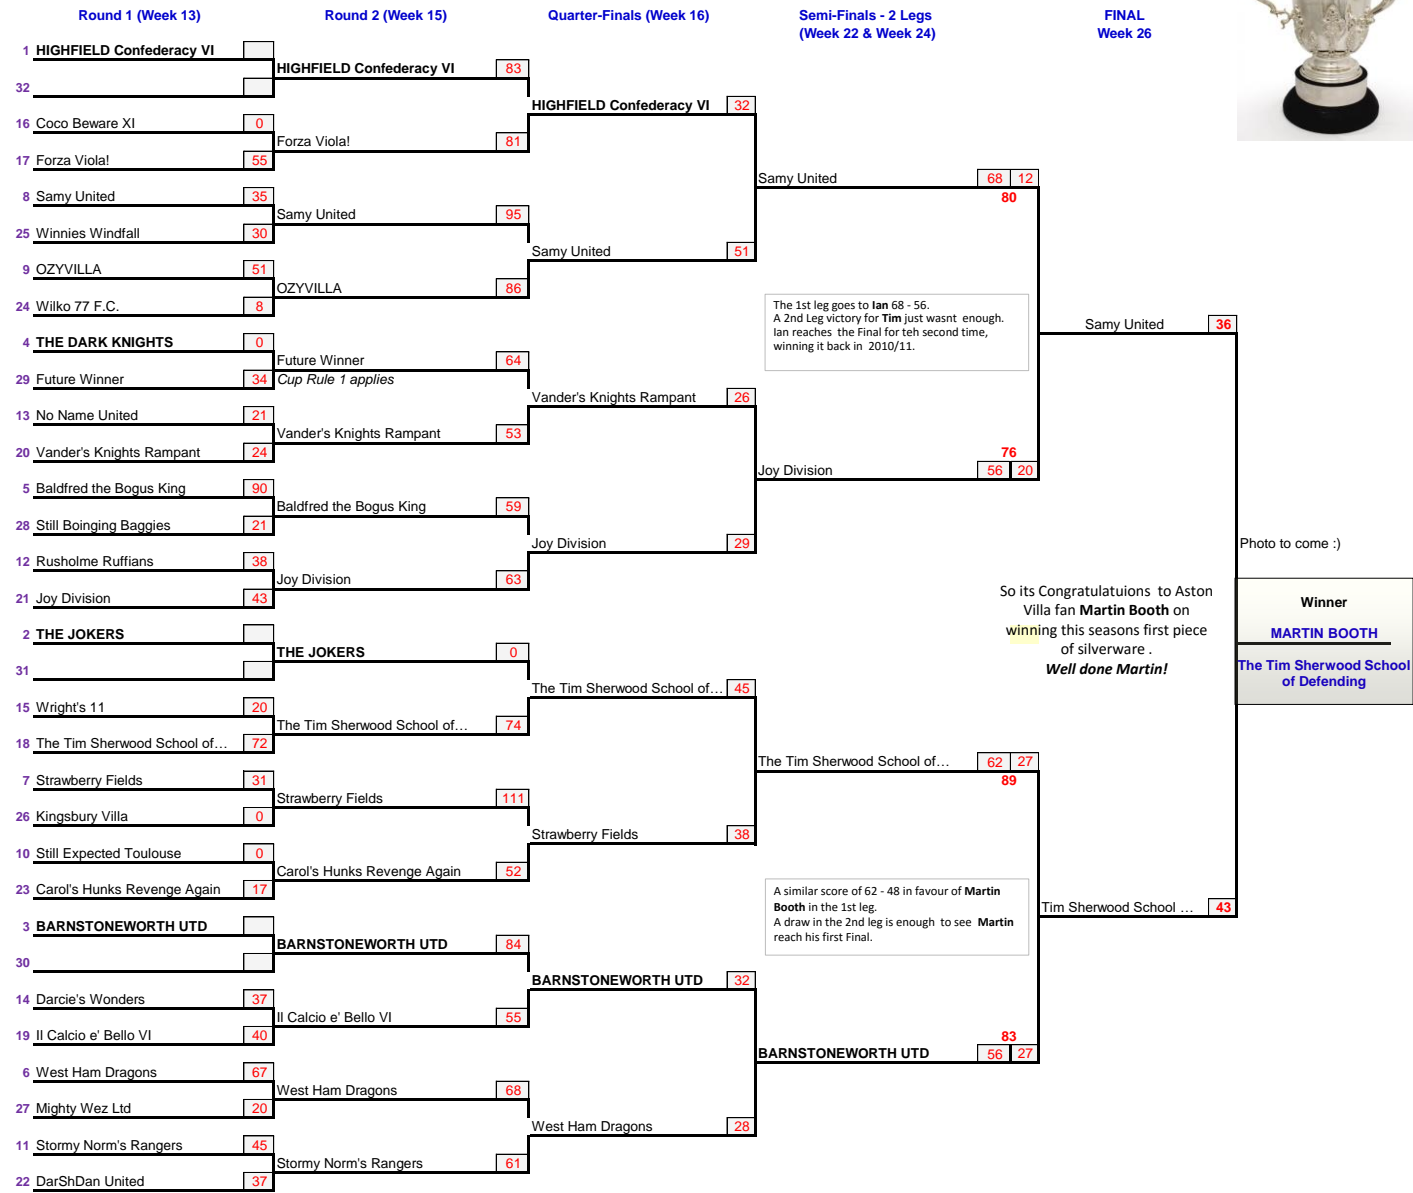 Round 1 (Week 13)
Round 2 (Week 15)
Quarter-Finals (Week 16)
Semi-Finals - 2 Legs
(Week 22 & Week 24)
FINAL
Week 26
1 HIGHFIELD Confederacy VI
32
16 Coco Beware XI 0
17 Forza Viola! 55
8 Samy United 35
25 Winnies Windfall 30
9 OZYVILLA 51
24 Wilko 77 F.C. 8
4 THE DARK KNIGHTS 0
29 Future Winner 34
13 No Name United 21
20 Vander's Knights Rampant 24
5 Baldfred the Bogus King 90
28 Still Boinging Baggies 21
12 Rusholme Ruffians 38
21 Joy Division 43
2 THE JOKERS
31
15 Wright's 11 20
18 The Tim Sherwood School of... 72
7 Strawberry Fields 31
26 Kingsbury Villa 0
10 Still Expected Toulouse 0
23 Carol's Hunks Revenge Again 17
3 BARNSTONEWORTH UTD
30
14 Darcie's Wonders 37
19 Il Calcio e' Bello VI 40
6 West Ham Dragons 67
27 Mighty Wez Ltd 20
11 Stormy Norm's Rangers 45
22 DarShDan United 37
HIGHFIELD Confederacy VI 83
Forza Viola! 81
Samy United 95
OZYVILLA 86
Future Winner 64
Cup Rule 1 applies
Vander's Knights Rampant 53
Baldfred the Bogus King 59
Joy Division 63
THE JOKERS 0
The Tim Sherwood School of... 74
Strawberry Fields 111
Carol's Hunks Revenge Again 52
BARNSTONEWORTH UTD 84
Il Calcio e' Bello VI 55
West Ham Dragons 68
Stormy Norm's Rangers 61
HIGHFIELD Confederacy VI 32
Samy United 51
Vander's Knights Rampant 26
Joy Division 29
The Tim Sherwood School of... 45
Strawberry Fields 38
BARNSTONEWORTH UTD 32
West Ham Dragons 28
Samy United 68 12
80
The 1st leg goes to Ian 68 - 56.
A 2nd Leg victory for Tim just wasnt enough.
Ian reaches the Final for teh second time,
winning it back in 2010/11.
76
Joy Division 56 20
The Tim Sherwood School of... 62 27
89
A similar score of 62 - 48 in favour of Martin
Booth in the 1st leg.
A draw in the 2nd leg is enough to see Martin
reach his first Final.
83
BARNSTONEWORTH UTD 56 27
Samy United 36
Tim Sherwood School ... 43
So its Congratulatuions to Aston
Villa fan Martin Booth on
winning this seasons first piece
of silverware .
Well done Martin!
Photo to come :)
Winner
MARTIN BOOTH
The Tim Sherwood School
of Defending